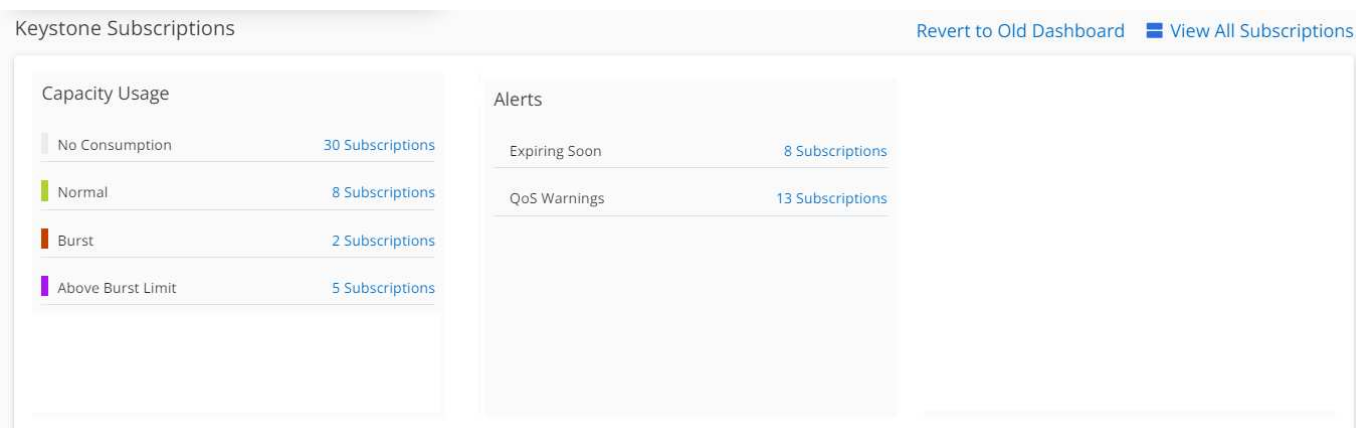 Keystone Subscriptions
Revert to Old Dashboard View All Subscriptions
Capacity Usage
No Consumption 30 Subscriptions
Normal 8 Subscriptions
Burst 2 Subscriptions
Above Burst Limit 5 Subscriptions
Alerts
Expiring Soon 8 Subscriptions
QoS Warnings 13 Subscriptions